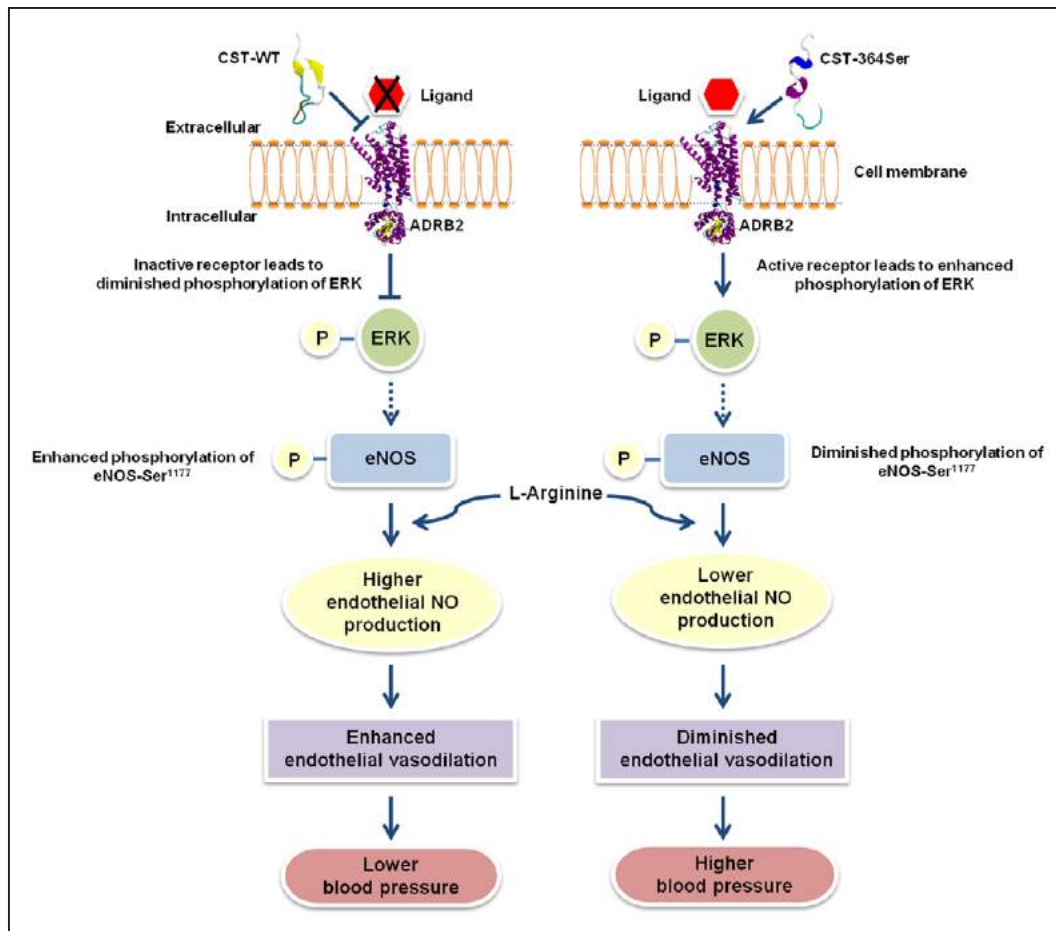 CST-WT
Ligand
Extracellular
Intracellular
ADRB2
Inactive receptor leads to
diminished phosphorylation of ERK
P
ERK
Enhanced phosphorylation of
eNOS-Ser¹¹⁷⁷
P
eNOS
Higher
endothelial NO
production
Enhanced
endothelial vasodilation
Lower
blood pressure
L-Arginine
CST-364Ser
Ligand
Cell membrane
ADRB2
Active receptor leads to enhanced
phosphorylation of ERK
P
ERK
P
eNOS
Diminished phosphorylation of
eNOS-Ser¹¹⁷⁷
Lower
endothelial NO
production
Diminished
endothelial vasodilation
Higher
blood pressure